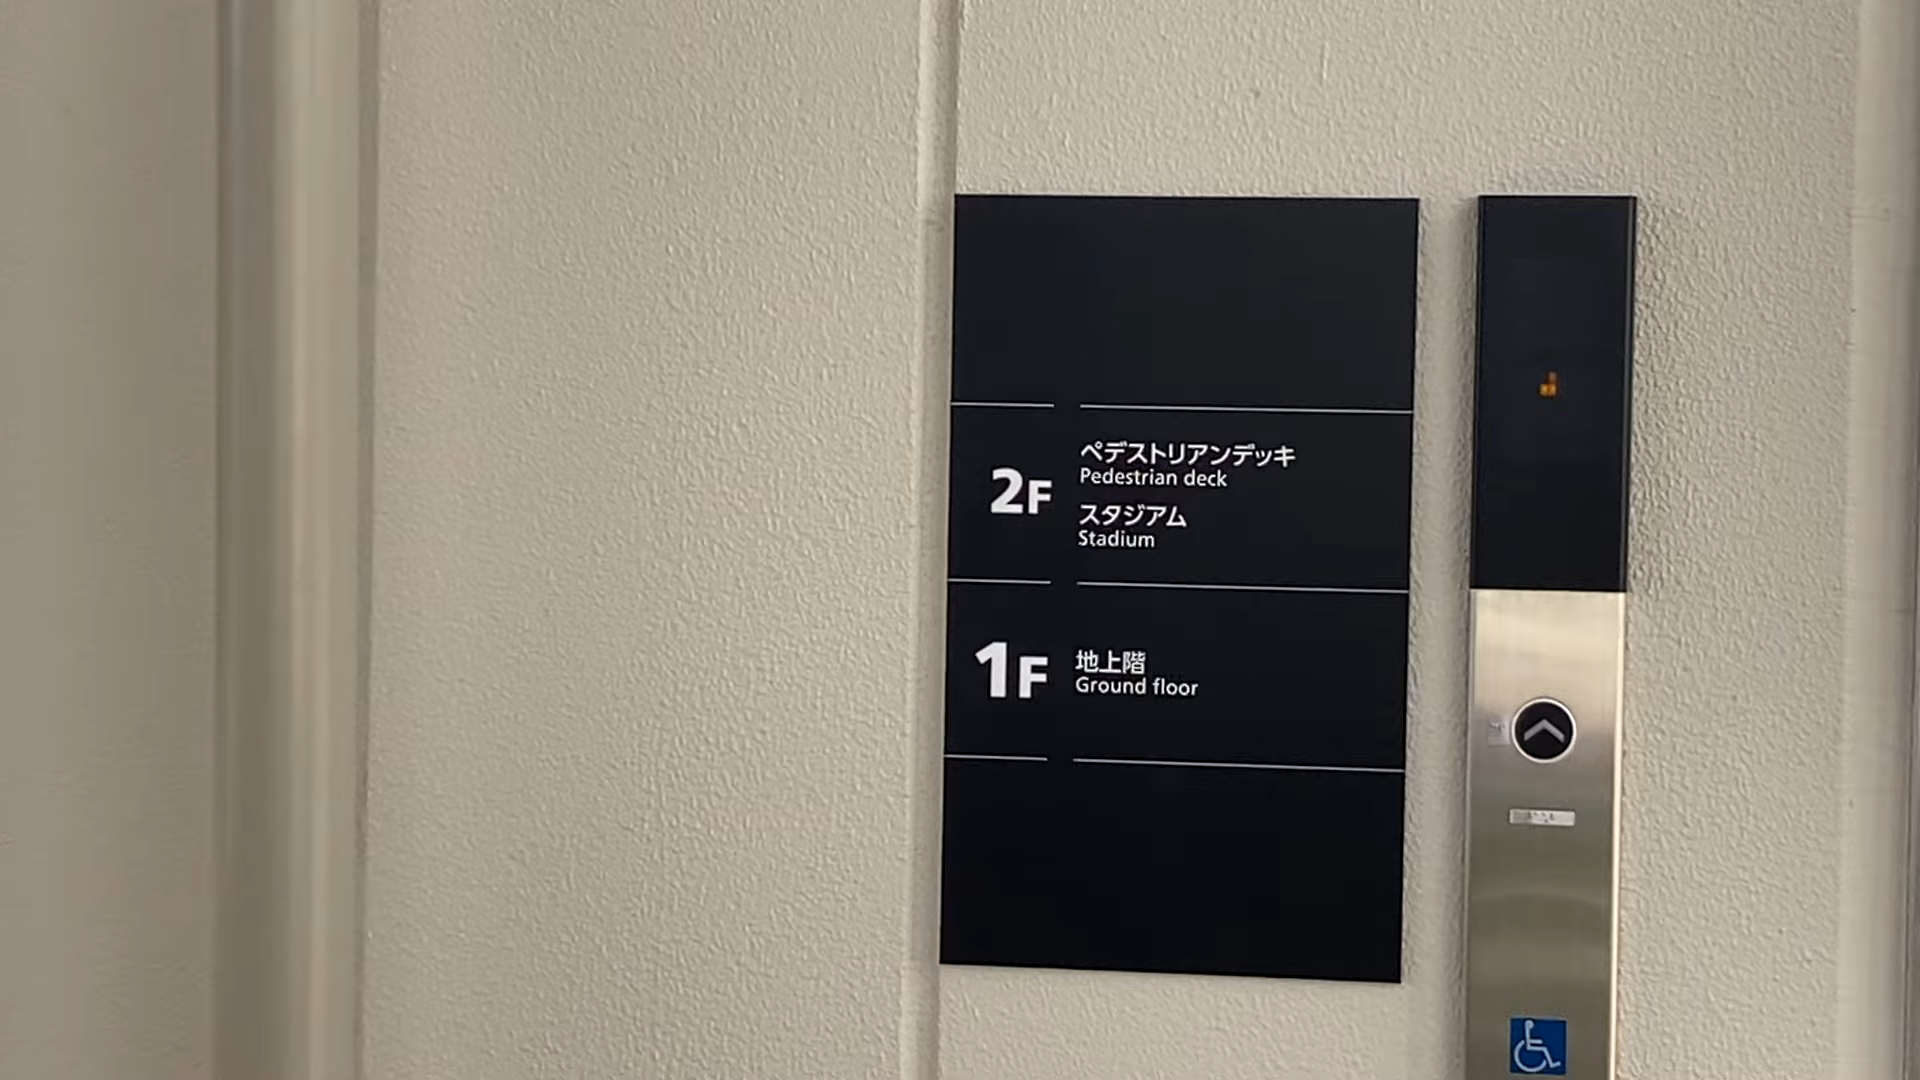 2F
ペデストリアンデッキ
Pedestrian deck
スタジアム
Stadium
1F
地上階
Ground floor